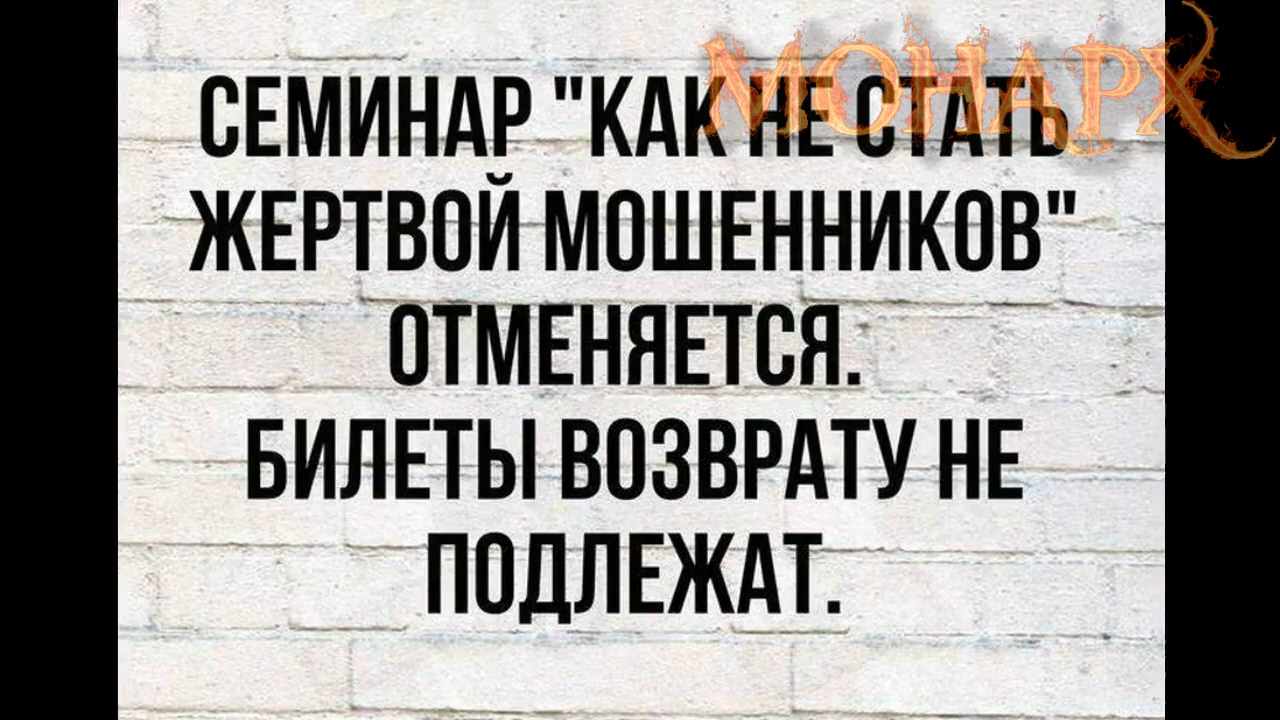 МОНАРХ
СЕМИНАР "КАК НЕ СТАТЬ
ЖЕРТВОЙ МОШЕННИКОВ"
ОТМЕНЯЕТСЯ.
БИЛЕТЫ ВОЗВРАТУ НЕ
ПОДЛЕЖАТ.